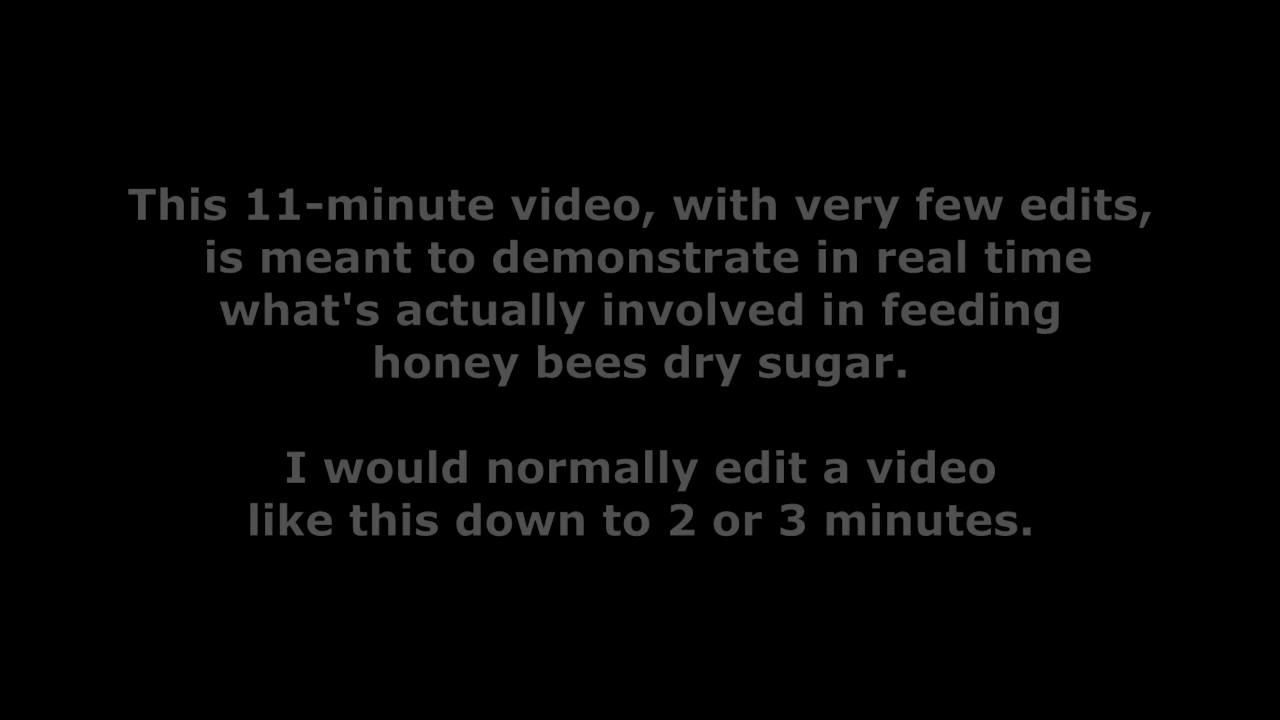 This 11-minute video, with very few edits,
is meant to demonstrate in real time
what's actually involved in feeding
honey bees dry sugar.
I would normally edit a video
like this down to 2 or 3 minutes.